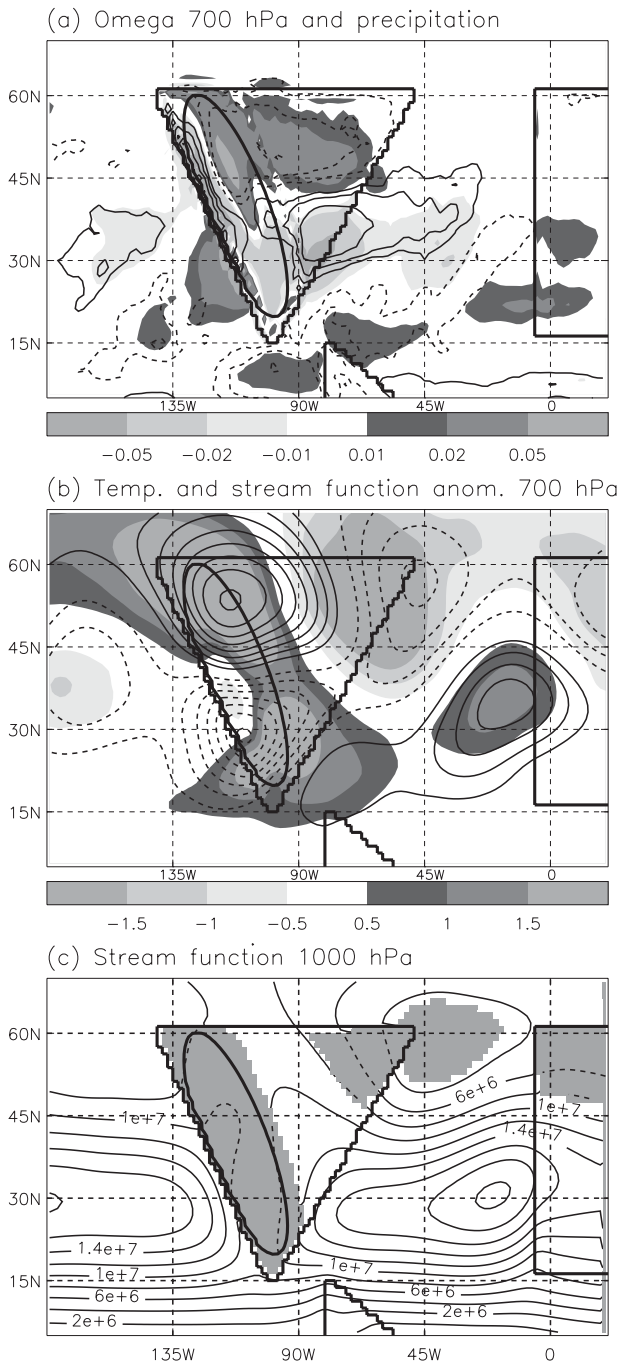 (a) Omega 700 hPa and precipitation
60N
45N
30N
15N
135W 90W 45W 0
−0.05 −0.02 −0.01 0.01 0.02 0.05
(b) Temp. and stream function anom. 700 hPa
60N
45N
30N
15N
135W 90W 45W 0
−1.5 −1 −0.5 0.5 1 1.5
(c) Stream function 1000 hPa
60N
6e+6
1e+7 1e+7
45N
1.4e+7
30N
1.4e+7
1e+7 1e+7
15N
6e+6 6e+6
2e+6 2e+6
135W 90W 45W 0